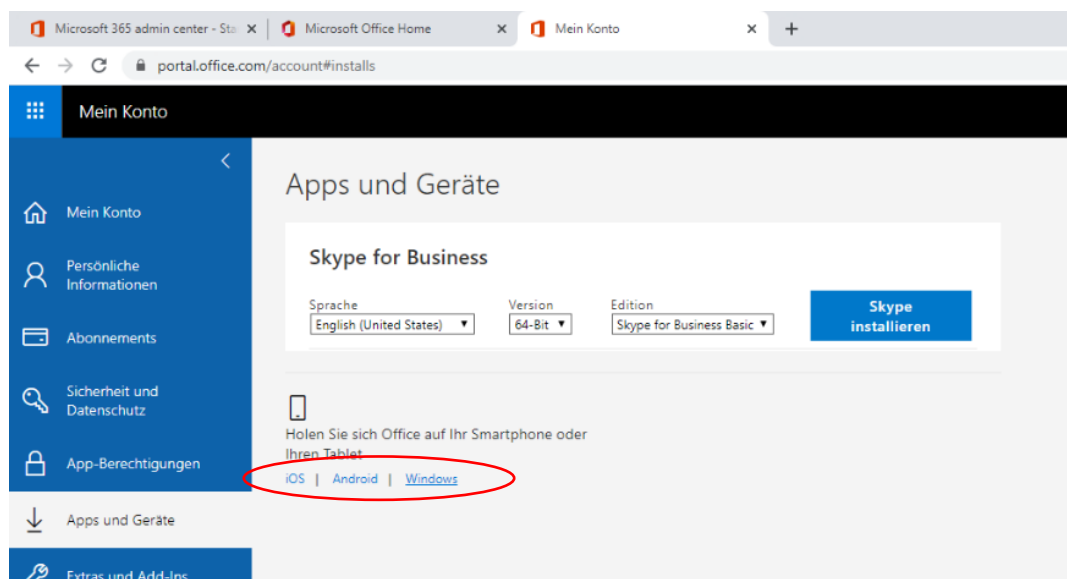 Microsoft 365 admin center - Sta
Microsoft Office Home
Mein Konto
portal.office.com/account#installs
Mein Konto
Mein Konto
Persönliche
Informationen
Abonnements
Sicherheit und
Datenschutz
App-Berechtigungen
Apps und Geräte
Extras und Add-Ins
Apps und Geräte
Skype for Business
Sprache
English (United States)
Version
64-Bit
Edition
Skype for Business Basic
Skype
installieren
Holen Sie sich Office auf Ihr Smartphone oder
Ihren Tablet
iOS | Android | Windows